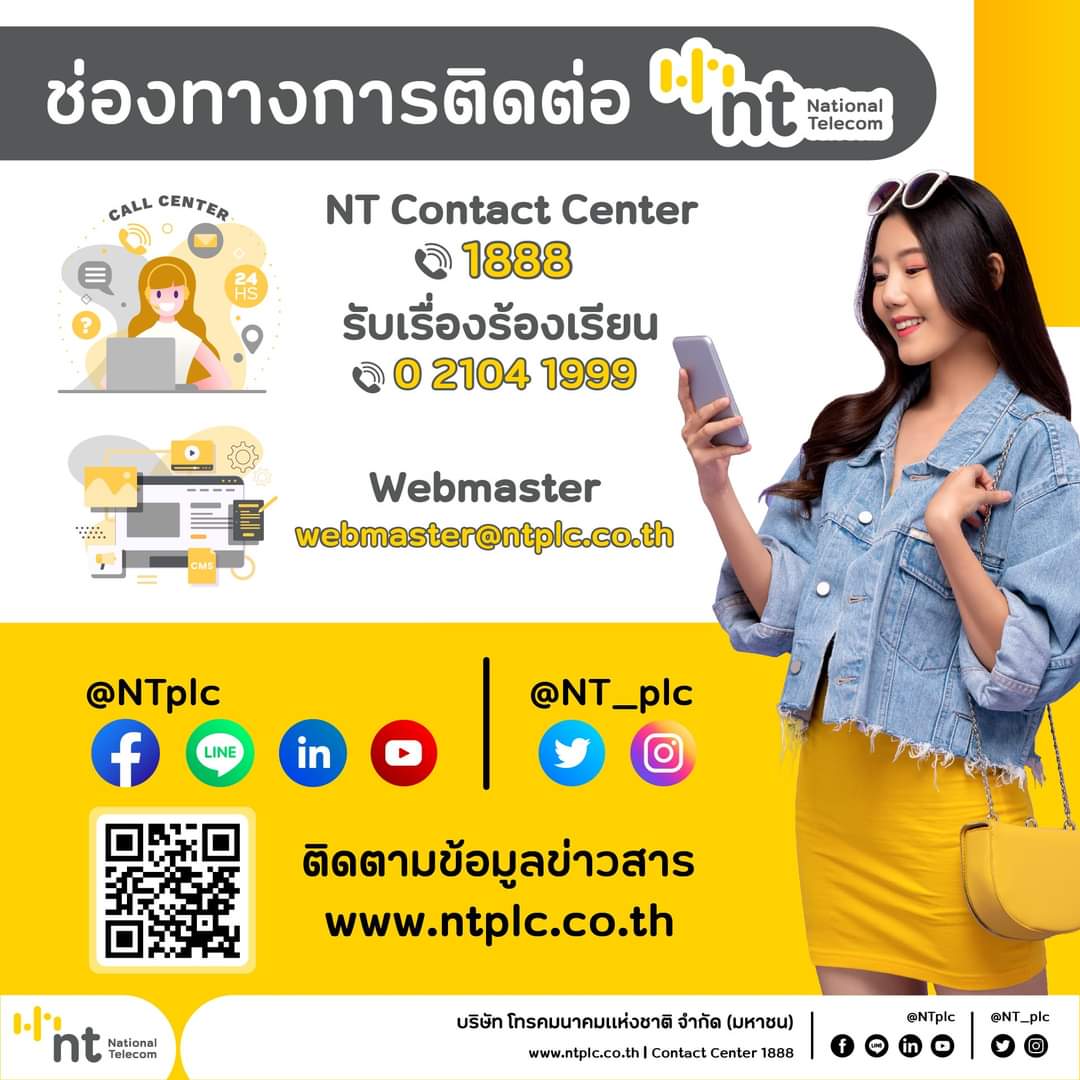 ช่องทางการติดต่อ
nt National Telecom
CALL CENTER
24 HS
?
NT Contact Center
1888
รับเรื่องร้องเรียน
0 2104 1999
Webmaster
webmaster@ntplc.co.th
CMS
@NTplc
@NT_plc
f LINE in
ติดตามข้อมูลข่าวสาร
www.ntplc.co.th
nt National Telecom
บริษัท โทรคมนาคมแห่งชาติ จำกัด (มหาชน)
www.ntplc.co.th | Contact Center 1888
@NTplc
f LINE in
@NT_plc